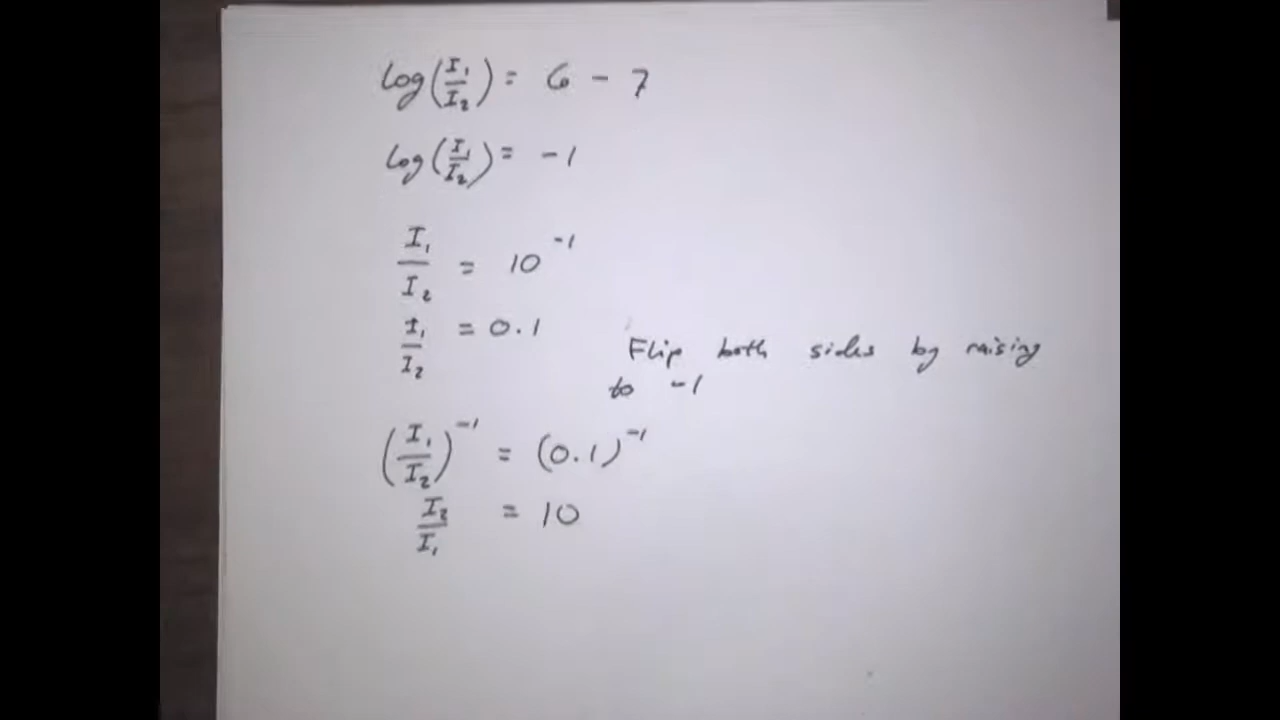 log(I₁/I₂) = 6 - 7
log(I₁/I₂) = -1
I₁/I₂ = 10⁻¹
I₁/I₂ = 0.1
Flip both sides by raising
to -1
(I₁/I₂)⁻¹ = (0.1)⁻¹
I₂/I₁ = 10